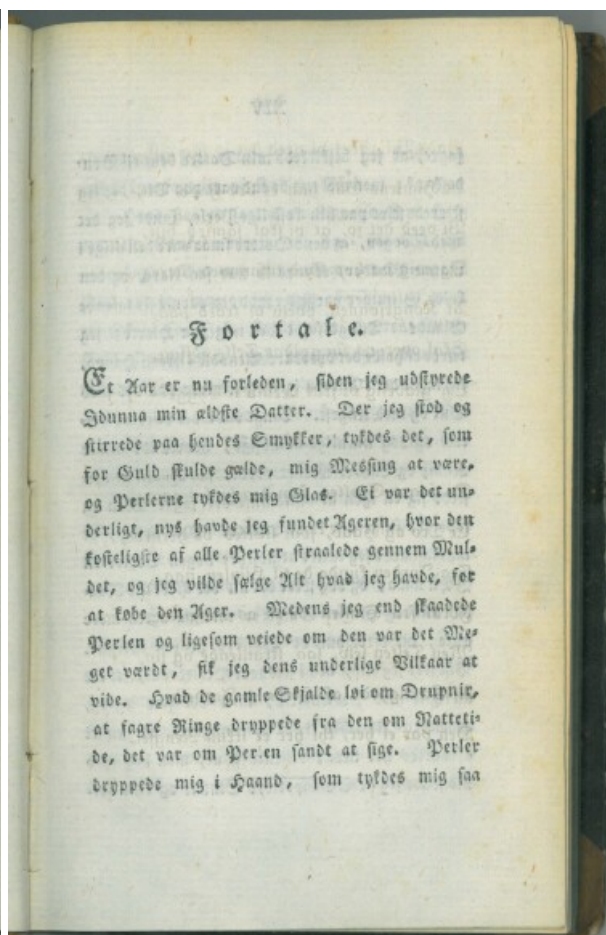 Fortale.
Et Aar er nu forleden, siden jeg udstyrede
Idunna min ældste Datter. Der jeg stod og
stirrede paa hendes Smykker, tykdes det, som
for Guld skulde gælde, mig Messing at være,
og Perlerne tykdes mig Glas. Ei var det un-
derligt, nys havde jeg fundet Ageren, hvor den
kosteligste af alle Perler straalede gennem Mul-
det, og jeg vilde sælge Alt hvad jeg havde, for
at købe den Ager. Medens jeg end skaadede
Perlen og ligesom veiede om den var det Me-
get værdt, fik jeg dens underlige Vilkaar at
vide. Hvad de gamle Skjalde løi om Drupnir,
at fagre Ringe dryppede fra den om Natteti-
de, det var om Per.en sandt at sige. Perler
dryppede mig i Haand, som tykdes mig saa